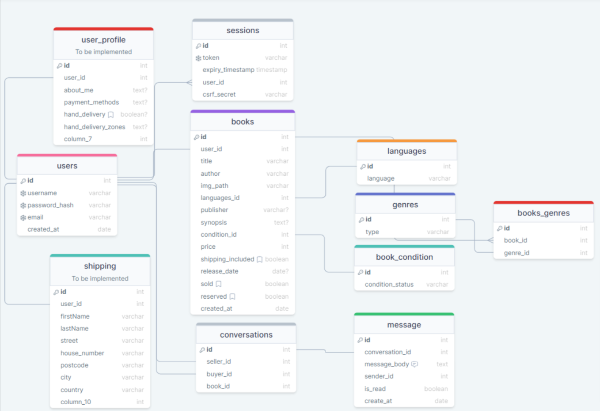 user_profile
To be implemented
id int
user_id int
about_me text?
payment_methods text?
hand_delivery boolean?
hand_delivery_zones text?
column_7 int
sessions
id int
token varchar
expiry_timestamp timestamp
user_id int
csrf_secret varchar
users
id int
username varchar
password_hash varchar
email varchar
created_at date
books
id int
user_id int
title varchar
author varchar
img_path varchar
languages_id int
publisher varchar?
synopsis text?
condition_id int
price int
shipping_included boolean
release_date date?
sold boolean
reserved boolean
created_at date
languages
id int
language varchar
genres
id int
type varchar
books_genres
id int
book_id int
genre_id int
book_condition
id int
condition_status varchar
shipping
To be implemented
id int
user_id int
firstName varchar
lastName varchar
street varchar
house_number varchar
postcode varchar
city varchar
country varchar
column_10 int
conversations
id int
seller_id int
buyer_id int
book_id int
message
id int
conversation_id int
message_body text
sender_id int
is_read boolean
create_at date